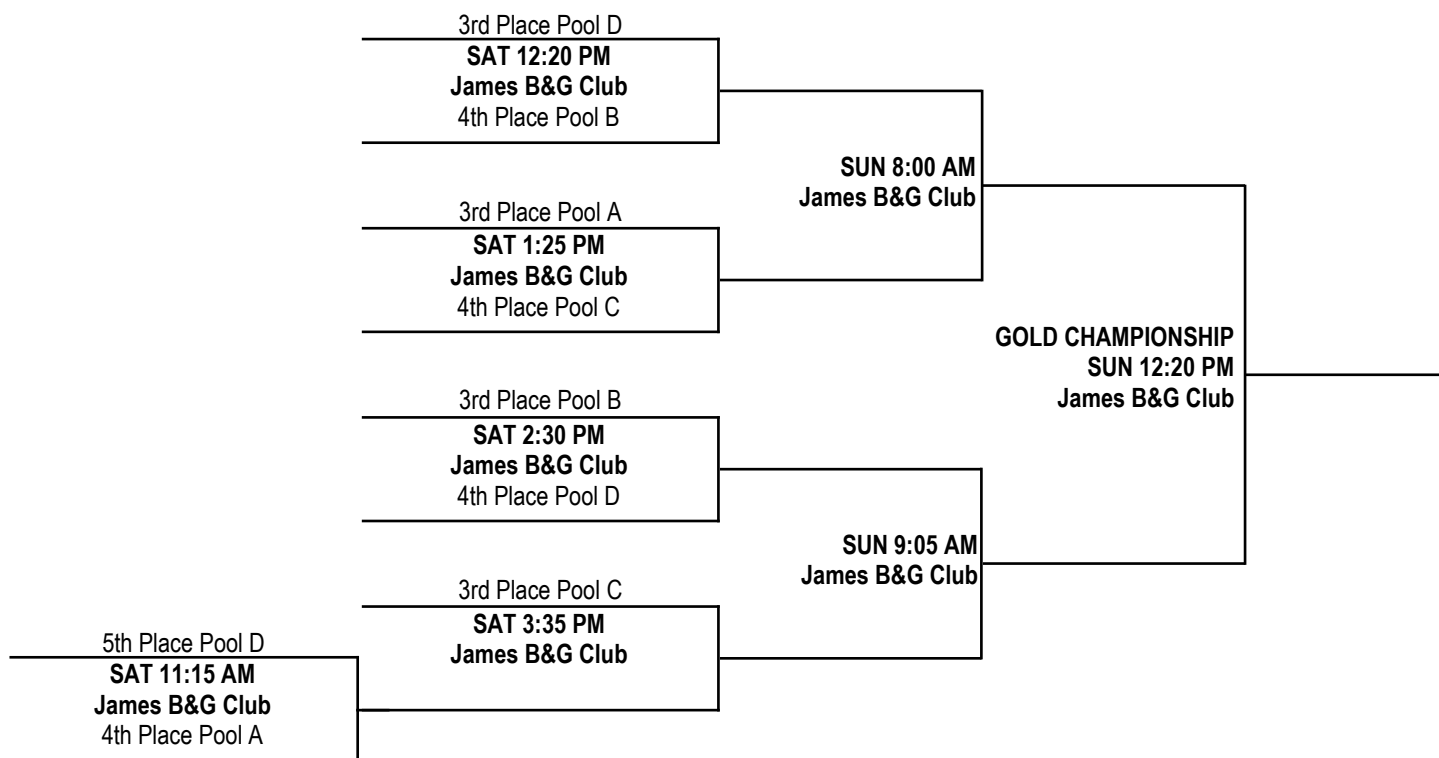 3rd Place Pool D
SAT 12:20 PM
James B&G Club
4th Place Pool B
SUN 8:00 AM
James B&G Club
3rd Place Pool A
SAT 1:25 PM
James B&G Club
4th Place Pool C
GOLD CHAMPIONSHIP
SUN 12:20 PM
James B&G Club
3rd Place Pool B
SAT 2:30 PM
James B&G Club
4th Place Pool D
SUN 9:05 AM
James B&G Club
3rd Place Pool C
SAT 3:35 PM
James B&G Club
5th Place Pool D
SAT 11:15 AM
James B&G Club
4th Place Pool A